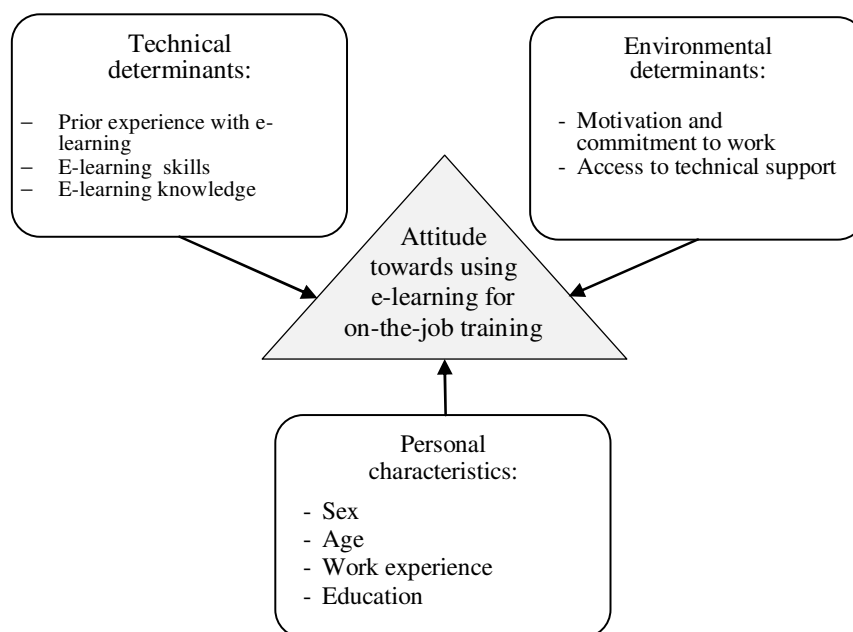 Technical
determinants:
– Prior experience with e-
learning
– E-learning skills
– E-learning knowledge
Environmental
determinants:
- Motivation and
commitment to work
- Access to technical support
Attitude
towards using
e-learning for
on-the-job training
Personal
characteristics:
- Sex
- Age
- Work experience
- Education